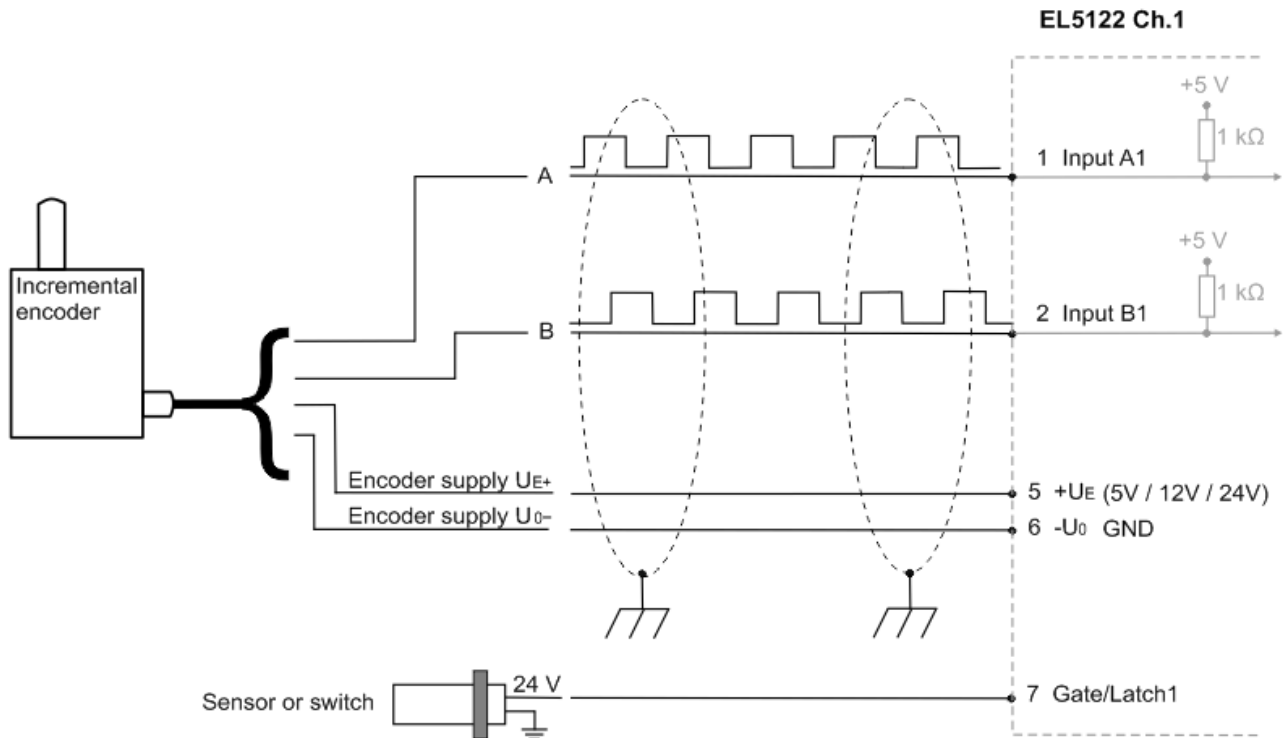 EL5122 Ch.1
+5 V
1 kΩ
A
1 Input A1
+5 V
1 kΩ
Incremental
encoder
B
2 Input B1
Encoder supply UE+
5 +UE (5V / 12V / 24V)
Encoder supply U0–
6 -U0 GND
24 V
Sensor or switch
7 Gate/Latch1